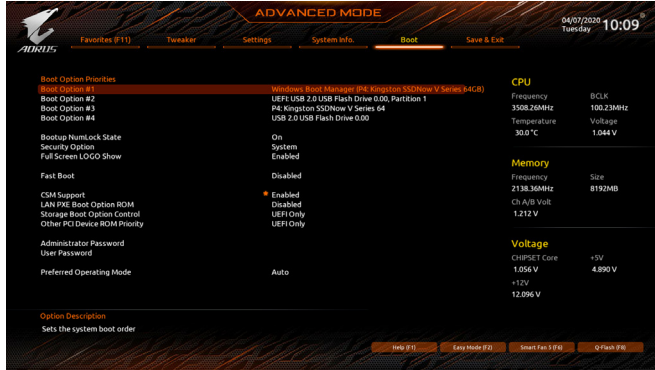 ADVANCED MODE
04/07/2020 Tuesday 10:09
AORUS
Favorites (F11) Tweaker Settings System Info. Boot Save & Exit
Boot Option Priorities
Boot Option #1 Windows Boot Manager (P4: Kingston SSDNow V Series 64GB)
Boot Option #2 UEFI: USB 2.0 USB Flash Drive 0.00, Partition 1
Boot Option #3 P4: Kingston SSDNow V Series 64
Boot Option #4 USB 2.0 USB Flash Drive 0.00
Bootup NumLock State On
Security Option System
Full Screen LOGO Show Enabled
Fast Boot Disabled
CSM Support * Enabled
LAN PXE Boot Option ROM Disabled
Storage Boot Option Control UEFI Only
Other PCI Device ROM Priority UEFI Only
Administrator Password
User Password
Preferred Operating Mode Auto
Option Description
Sets the system boot order
CPU
Frequency BCLK
3508.26MHz 100.23MHz
Temperature Voltage
30.0 °C 1.044 V
Memory
Frequency Size
2138.36MHz 8192MB
Ch A/B Volt
1.212 V
Voltage
CHIPSET Core +5V
1.056 V 4.890 V
+12V
12.096 V
Help (F1) Easy Mode (F2) Smart Fan 5 (F6) Q-Flash (F8)